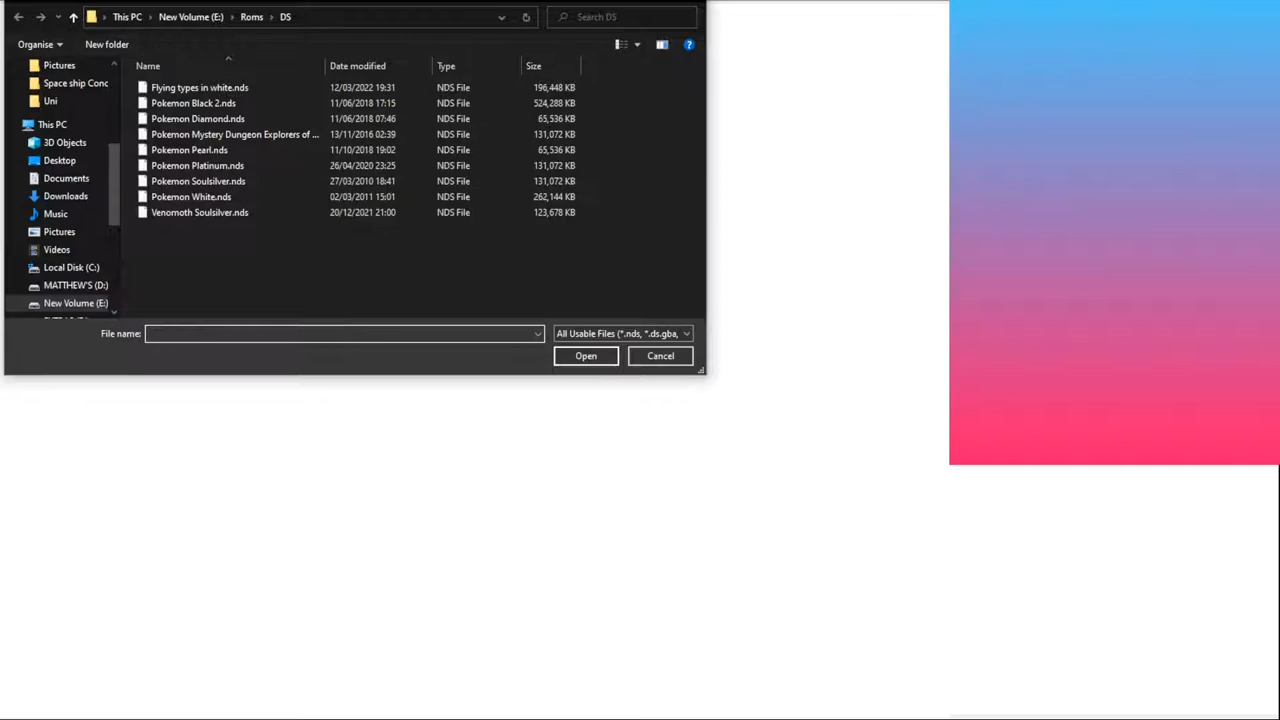 This PC > New Volume (E:) > Roms > DS
Search DS
Organise
New folder
Name
Date modified
Type
Size
Pictures
Space ship Conc
Uni
This PC
3D Objects
Desktop
Documents
Downloads
Music
Pictures
Videos
Local Disk (C:)
MATTHEW'S (D:)
New Volume (E:)
Flying types in white.nds 12/03/2022 19:31 NDS File 196,448 KB
Pokemon Black 2.nds 11/06/2018 17:15 NDS File 524,288 KB
Pokemon Diamond.nds 11/06/2018 07:46 NDS File 65,536 KB
Pokemon Mystery Dungeon Explorers of ... 13/11/2016 02:39 NDS File 131,072 KB
Pokemon Pearl.nds 11/10/2018 19:02 NDS File 65,536 KB
Pokemon Platinum.nds 26/04/2020 23:25 NDS File 131,072 KB
Pokemon Soulsilver.nds 27/03/2010 18:41 NDS File 131,072 KB
Pokemon White.nds 02/03/2011 15:01 NDS File 262,144 KB
Venomoth Soulsilver.nds 20/12/2021 21:00 NDS File 123,678 KB
File name:
All Usable Files (*.nds, *.ds.gba,
Open
Cancel